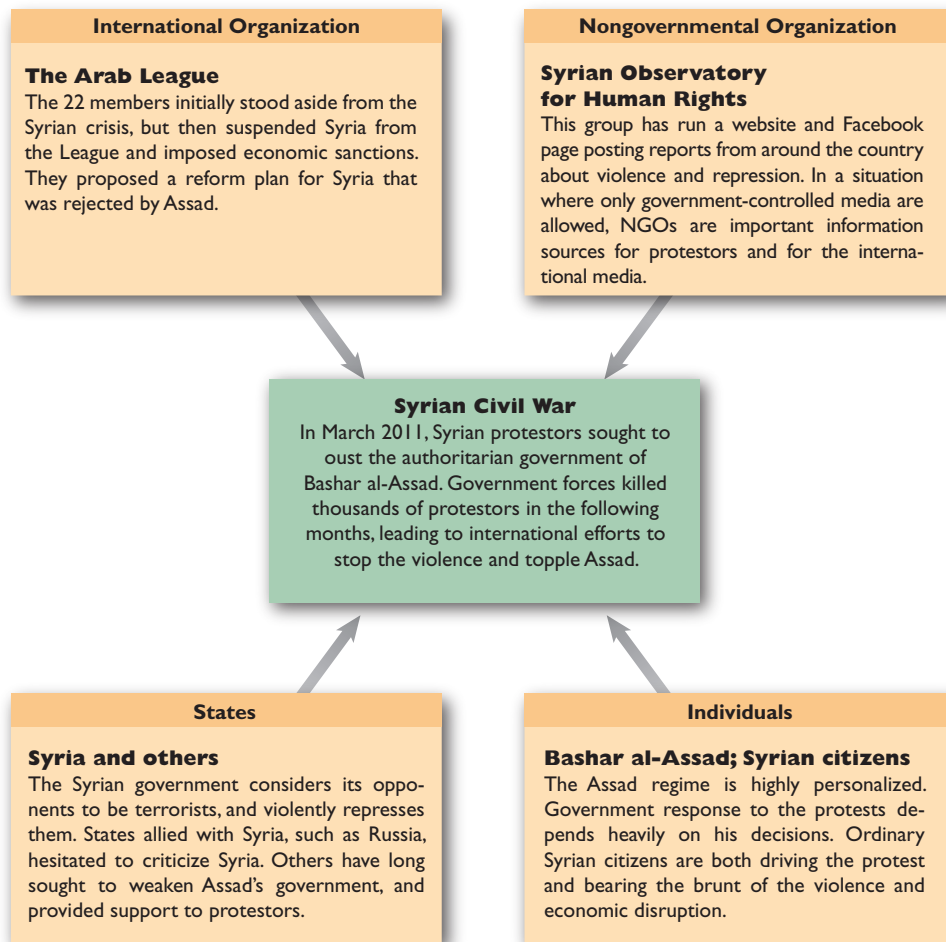 International Organization
The Arab League
The 22 members initially stood aside from the
Syrian crisis, but then suspended Syria from
the League and imposed economic sanctions.
They proposed a reform plan for Syria that
was rejected by Assad.
Nongovernmental Organization
Syrian Observatory
for Human Rights
This group has run a website and Facebook
page posting reports from around the country
about violence and repression. In a situation
where only government-controlled media are
allowed, NGOs are important information
sources for protestors and for the interna-
tional media.
Syrian Civil War
In March 2011, Syrian protestors sought to
oust the authoritarian government of
Bashar al-Assad. Government forces killed
thousands of protestors in the following
months, leading to international efforts to
stop the violence and topple Assad.
States
Syria and others
The Syrian government considers its oppo-
nents to be terrorists, and violently represses
them. States allied with Syria, such as Russia,
hesitated to criticize Syria. Others have long
sought to weaken Assad's government, and
provided support to protestors.
Individuals
Bashar al-Assad; Syrian citizens
The Assad regime is highly personalized.
Government response to the protests de-
pends heavily on his decisions. Ordinary
Syrian citizens are both driving the protest
and bearing the brunt of the violence and
economic disruption.